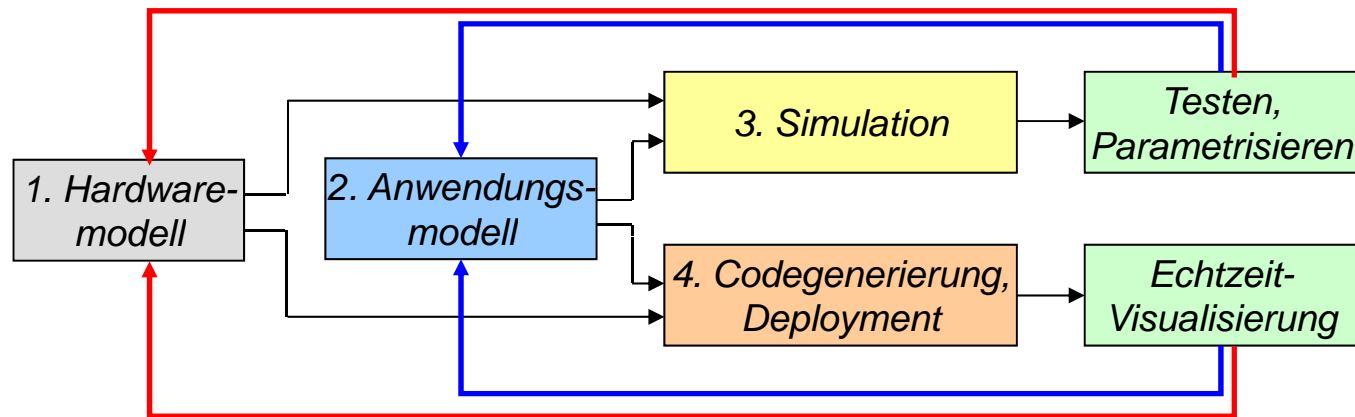 1. Hardware-
modell
2. Anwendungs-
modell
3. Simulation
Testen,
Parametrisieren
4. Codegenerierung,
Deployment
Echtzeit-
Visualisierung